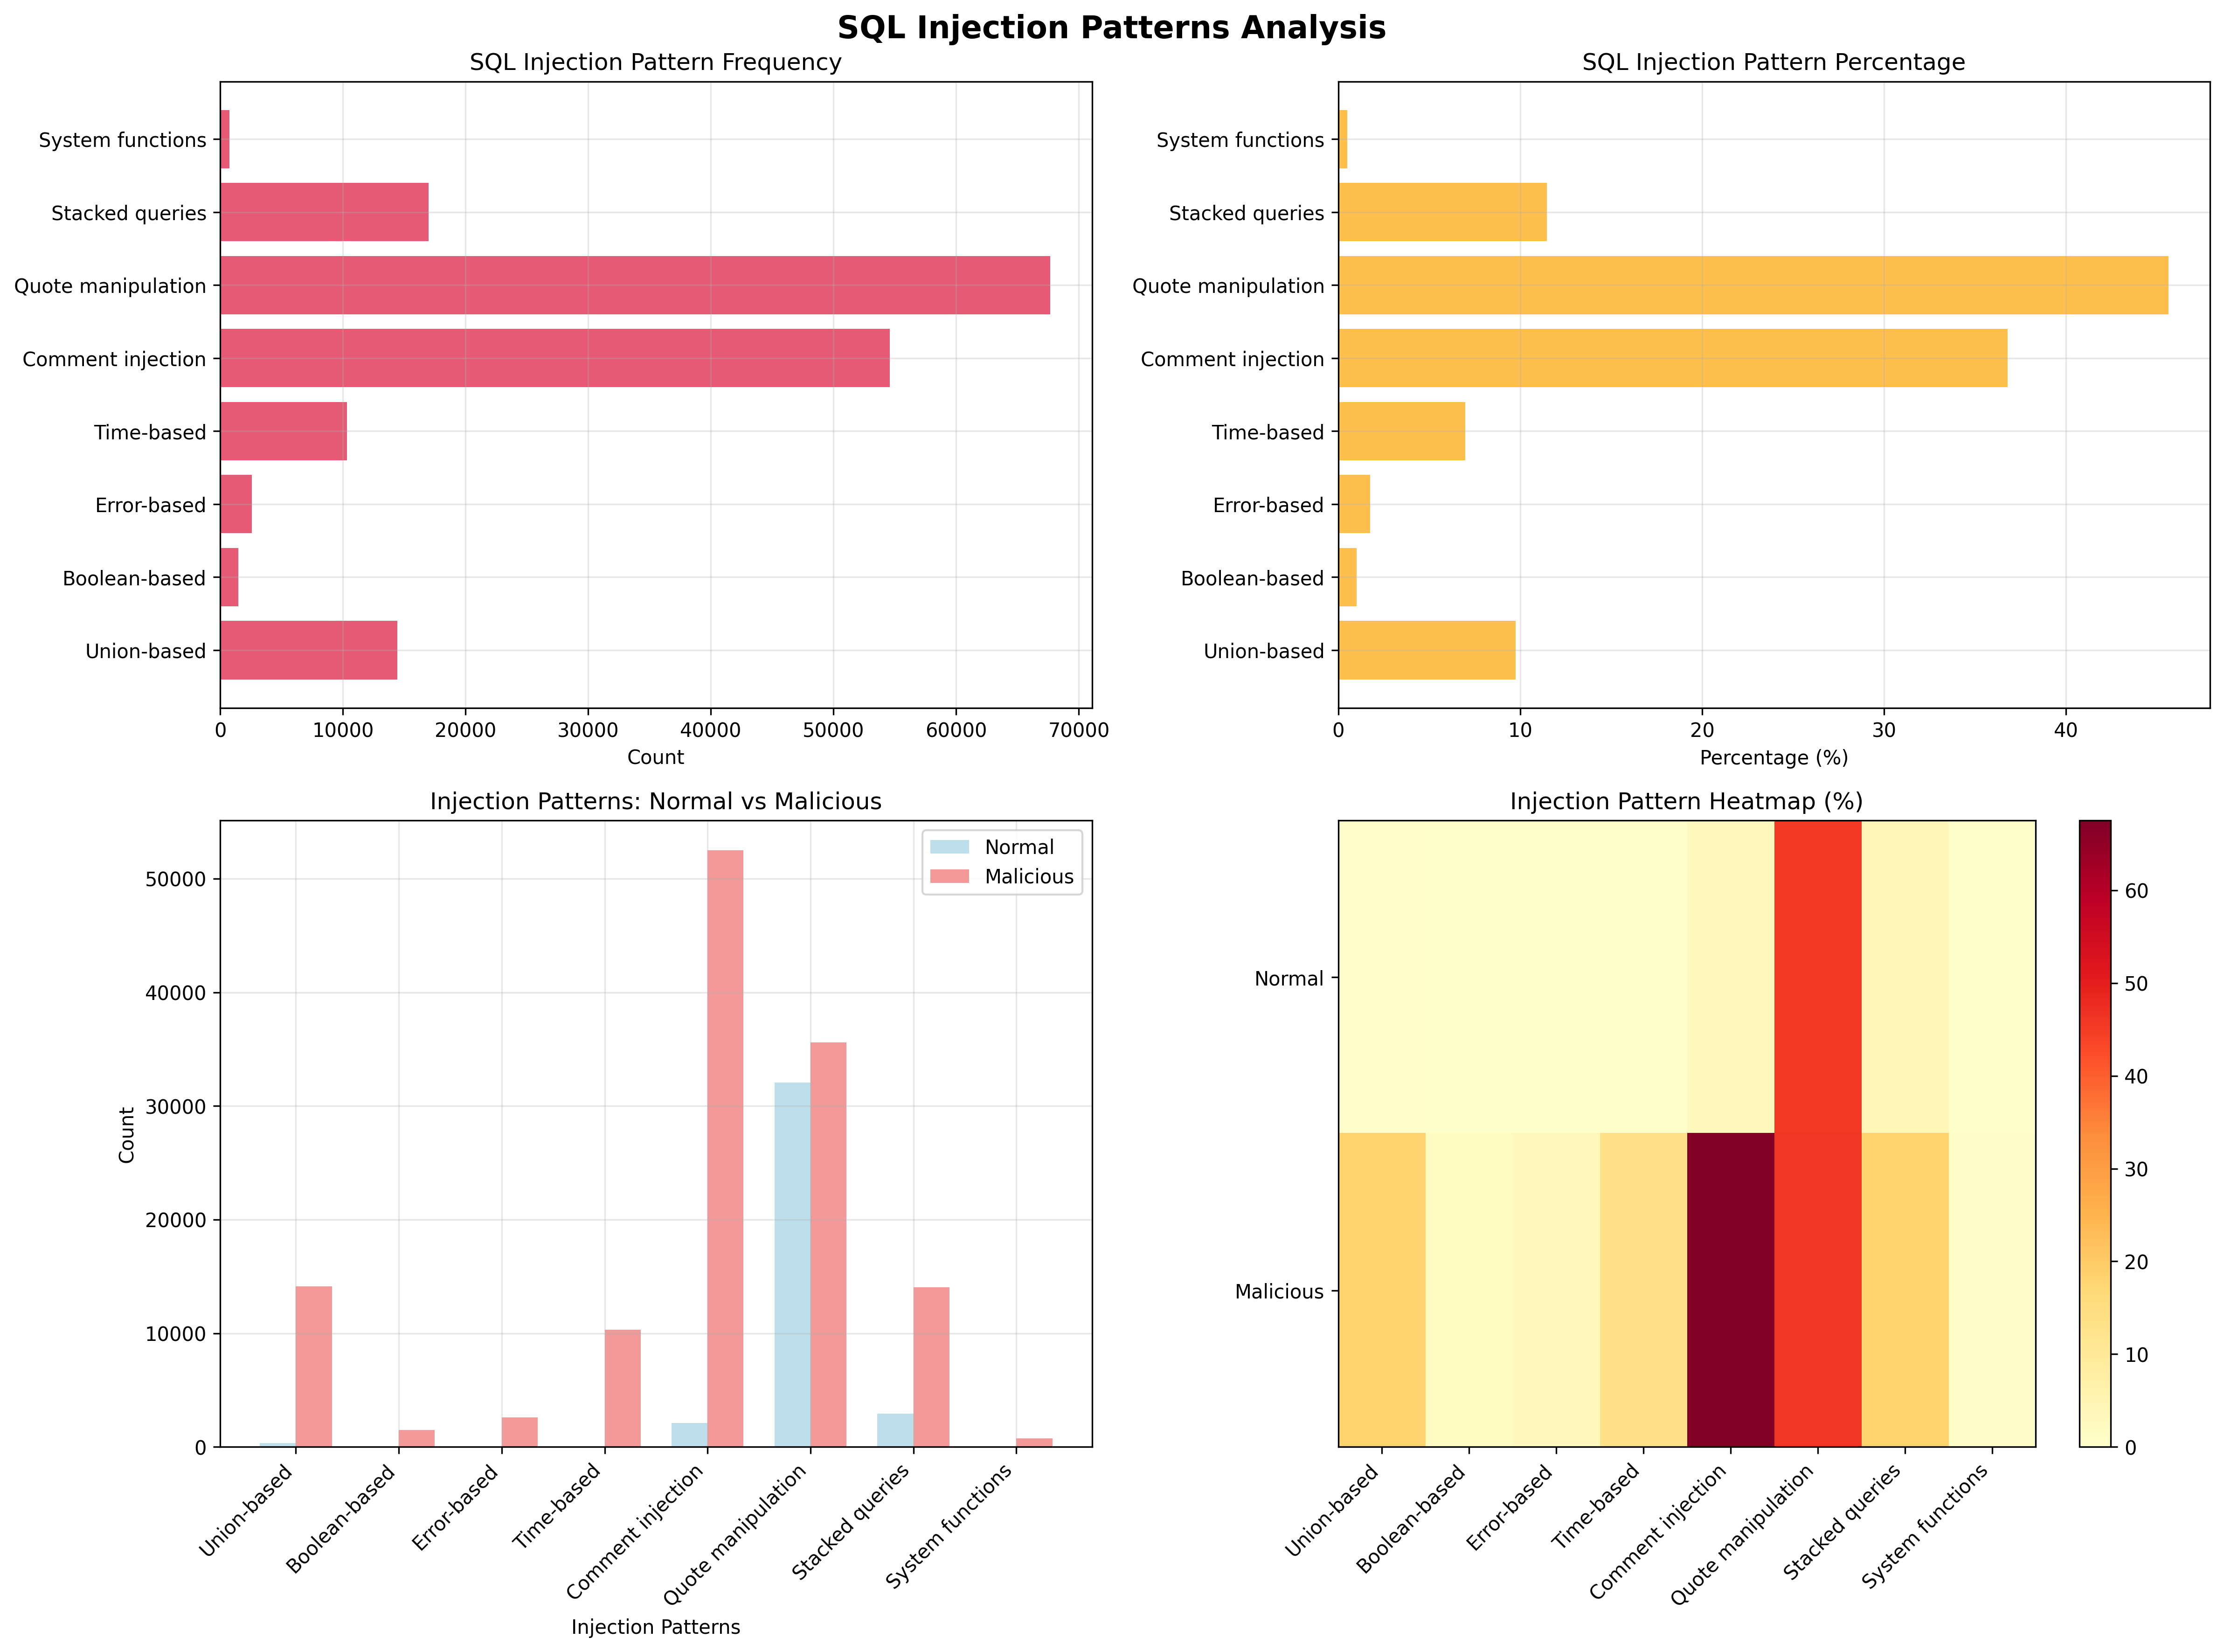 SQL Injection Patterns Analysis
SQL Injection Pattern Frequency
System functions
Stacked queries
Quote manipulation
Comment injection
Time-based
Error-based
Boolean-based
Union-based
0 10000 20000 30000 40000 50000 60000 70000
Count
SQL Injection Pattern Percentage
System functions
Stacked queries
Quote manipulation
Comment injection
Time-based
Error-based
Boolean-based
Union-based
0 10 20 30 40
Percentage (%)
Injection Patterns: Normal vs Malicious
Normal
Malicious
50000
40000
30000
20000
10000
0
Count
Union-based
Boolean-based
Error-based
Time-based
Comment injection
Quote manipulation
Stacked queries
System functions
Injection Patterns
Injection Pattern Heatmap (%)
Normal
Malicious
Union-based
Boolean-based
Error-based
Time-based
Comment injection
Quote manipulation
Stacked queries
System functions
60
50
40
30
20
10
0